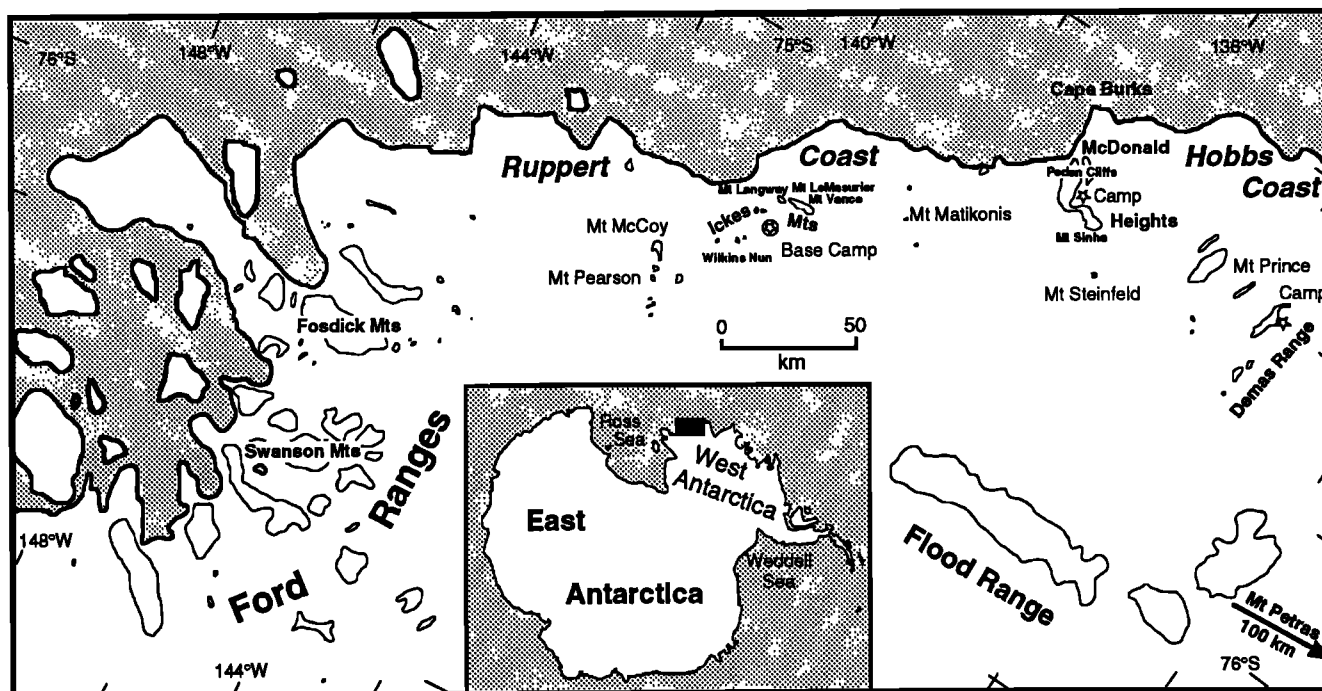 76°S
148°W
144°W
75°S
140°W
136°W
Cape Burks
McDonald
Hobbs
Coast
Ruppert
Coast
Peden Cliffs
Camp
Heights
Mt Sinha
Mt Langway
Mt LeMasurier
Mt Vance
Ickes
Mts
Mt Matikonis
Mt McCoy
Wilkins Nun
Base Camp
Mt Pearson
Mt Prince
Camp
Mt Steinfeld
Fosdick Mts
0
50
km
Demas Range
Ross
Sea
West
Antarctica
Swanson Mts
Ranges
East
148°W
Weddell
Sea
Flood Range
Ford
Antarctica
Mt Petras
100 km
144°W
76°S